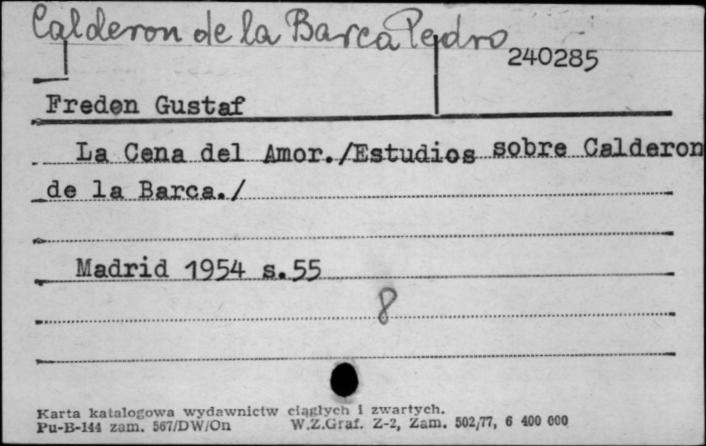 Calderon de la Barca Pedro
240285
Freden Gustaf
La Cena del Amor./Estudios sobre Calderon
de la Barca./
Madrid 1954 s.55
8
Karta katalogowa wydawnictw ciągłych i zwartych.
Pu-B-144 zam. 567/DW/On W.Z.Graf. Z-2, Zam. 502/77, 6 400 000